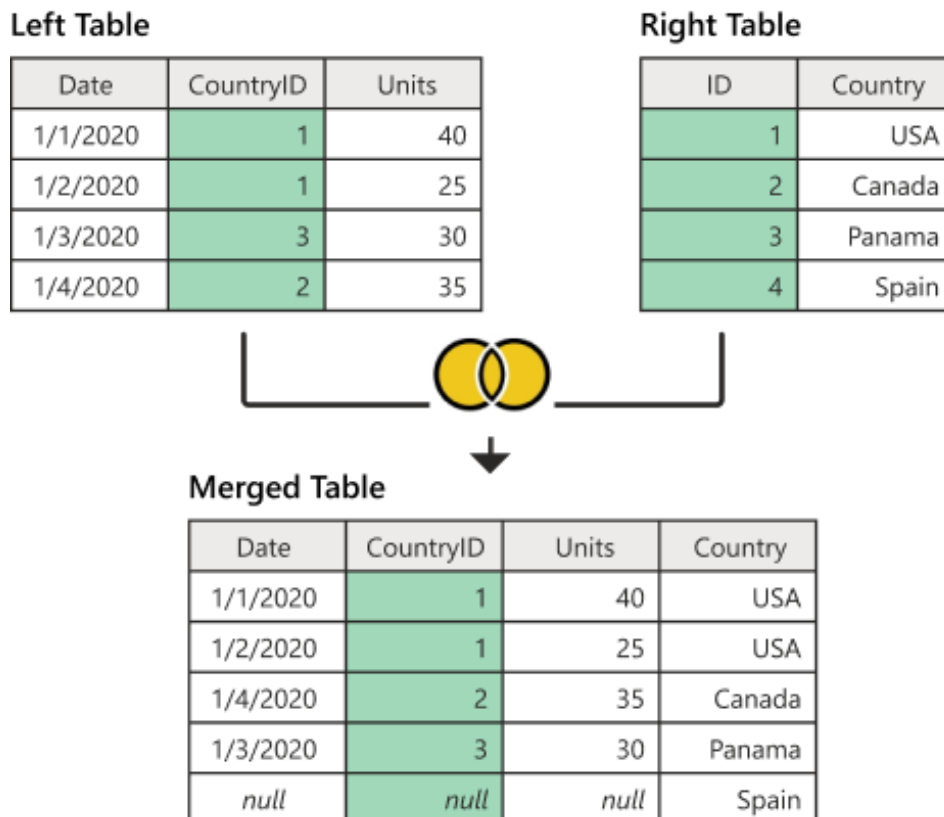 Left Table
Right Table
Date CountryID Units
ID Country
1/1/2020 1 40
1 USA
1/2/2020 1 25
2 Canada
1/3/2020 3 30
3 Panama
1/4/2020 2 35
4 Spain
Merged Table
Date CountryID Units Country
1/1/2020 1 40 USA
1/2/2020 1 25 USA
1/4/2020 2 35 Canada
1/3/2020 3 30 Panama
null null null Spain